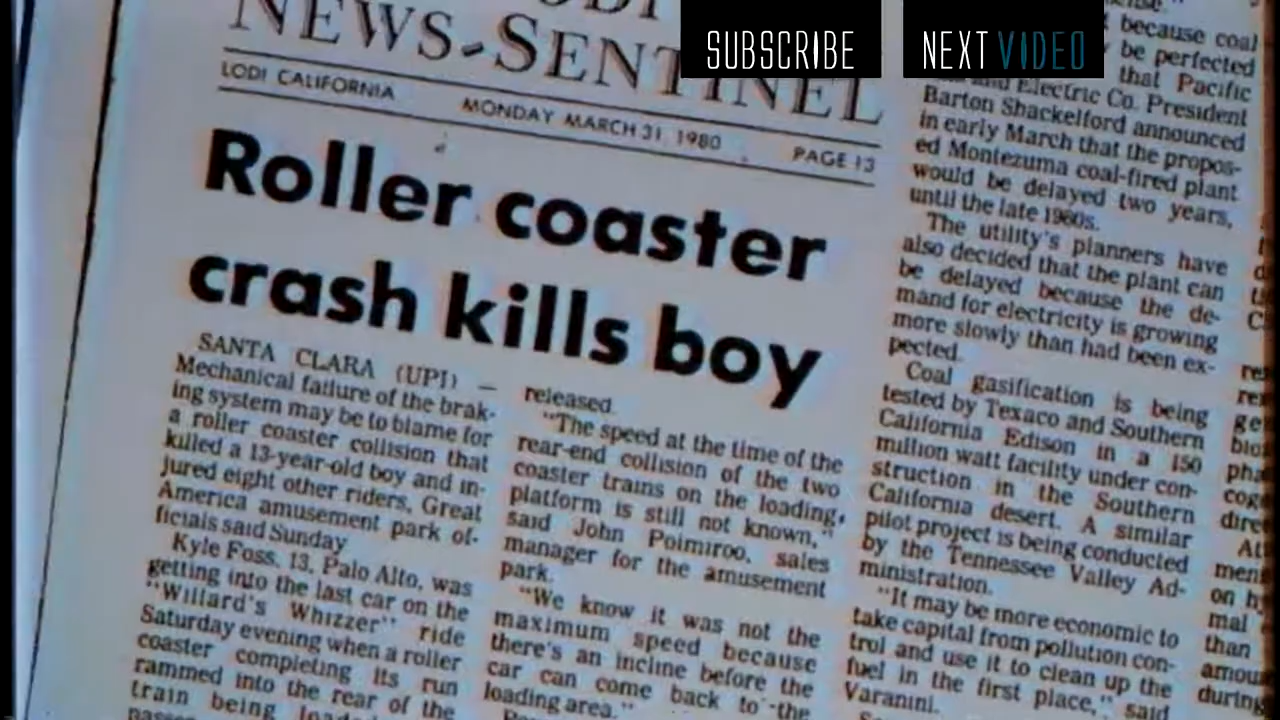 SUBSCRIBE
NEXT VIDEO
NEWS-SENTINEL
LODI CALIFORNIA MONDAY MARCH 31, 1980 PAGE 13
Roller coaster
crash kills boy
SANTA CLARA (UPI) —
Mechanical failure of the brak-
ing system may be to blame for
a roller coaster collision that
killed a 13-year-old boy and in-
jured eight other riders, Great
America amusement park of-
ficials said Sunday
Kyle Foss, 13, Palo Alto, was
getting into the last car on the
"Willard's Whizzer" ride
Saturday evening when a roller
coaster completing its run
rammed into the rear of the
train being
released.
"The speed at the time of the
rear-end collision of the two
coaster trains on the loading
platform is still not known,"
said John Poimiroo, sales
manager for the amusement
park.
"We know it was not the
maximum speed because
there's an incline before the
car can come back to the
loading area."
because coal
be perfected
that Pacific
and Electric Co. President
Barton Shackelford announced
in early March that the propos-
ed Montezuma coal-fired plant
would be delayed two years,
until the late 1980s.
The utility's planners have
also decided that the plant can
be delayed because the de-
mand for electricity is growing
more slowly than had been ex-
pected.
Coal gasification is being
tested by Texaco and Southern
California Edison in a 150
million watt facility under con-
struction in the Southern
California desert. A similar
pilot project is being conducted
by the Tennessee Valley Ad-
ministration.
"It may be more economic to
take capital from pollution con-
trol and use it to clean up the
fuel in the first place," said
Varanini.